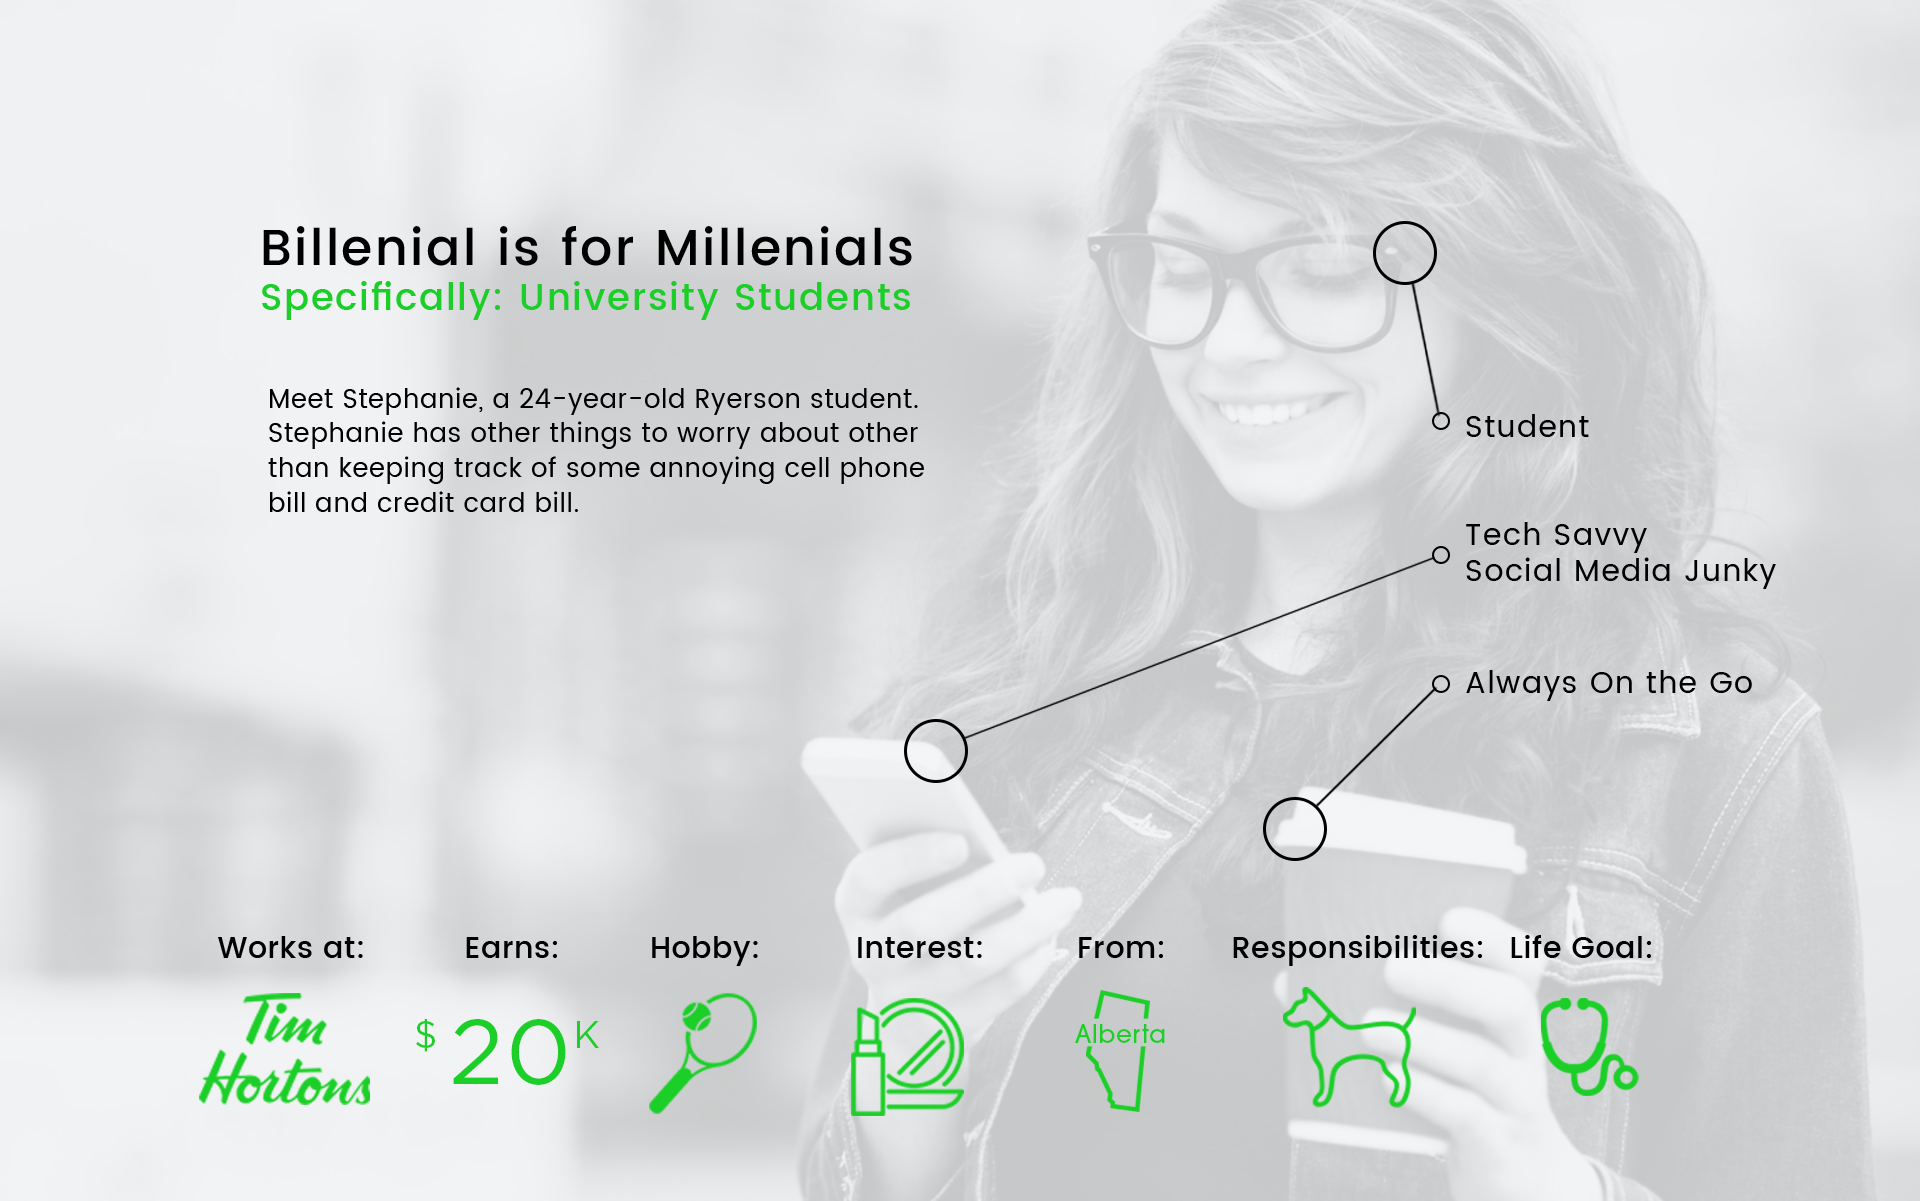 Billenial is for Millenials
Specifically: University Students
Meet Stephanie, a 24-year-old Ryerson student.
Stephanie has other things to worry about other
than keeping track of some annoying cell phone
bill and credit card bill.
Student
Tech Savvy
Social Media Junky
Always On the Go
Works at:
Tim
Hortons
Earns:
$ 20 K
Hobby:
Interest:
From:
Alberta
Responsibilities:
Life Goal: